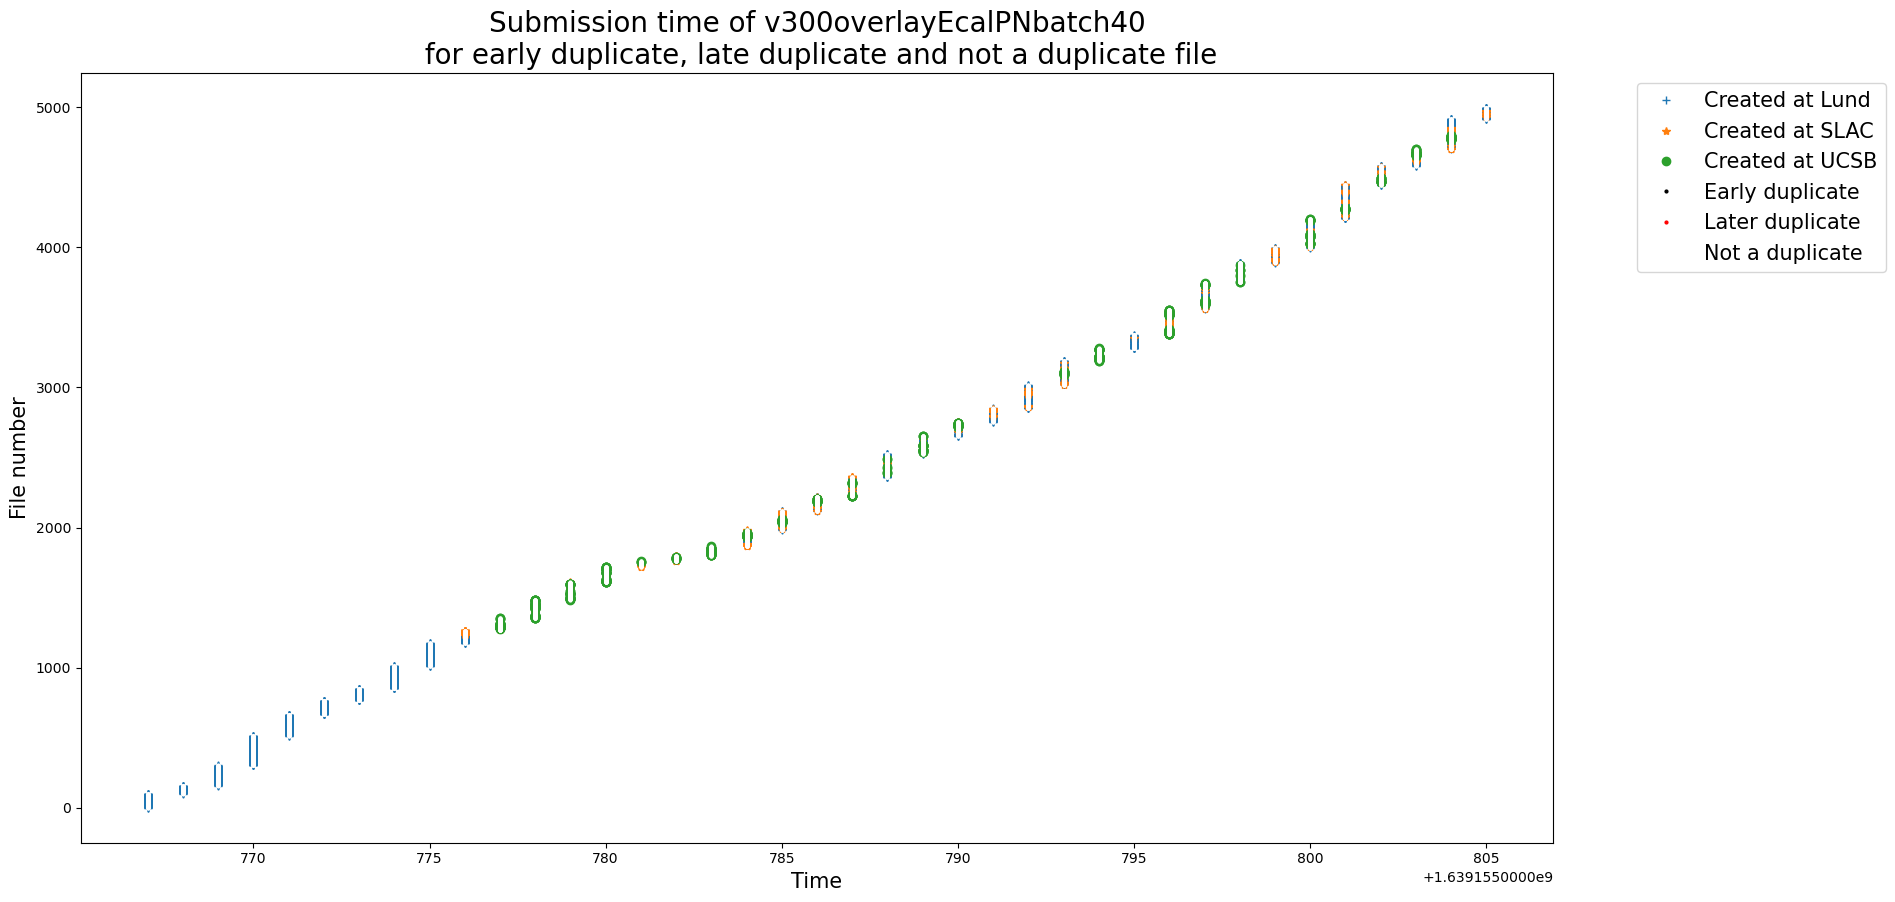 Submission time of v300overlayEcalPNbatch40
for early duplicate, late duplicate and not a duplicate file
Created at Lund
Created at SLAC
Created at UCSB
Early duplicate
Later duplicate
Not a duplicate
File number
5000
4000
3000
2000
1000
0
770
775
780
785
790
795
800
805
Time
+1.6391550000e9